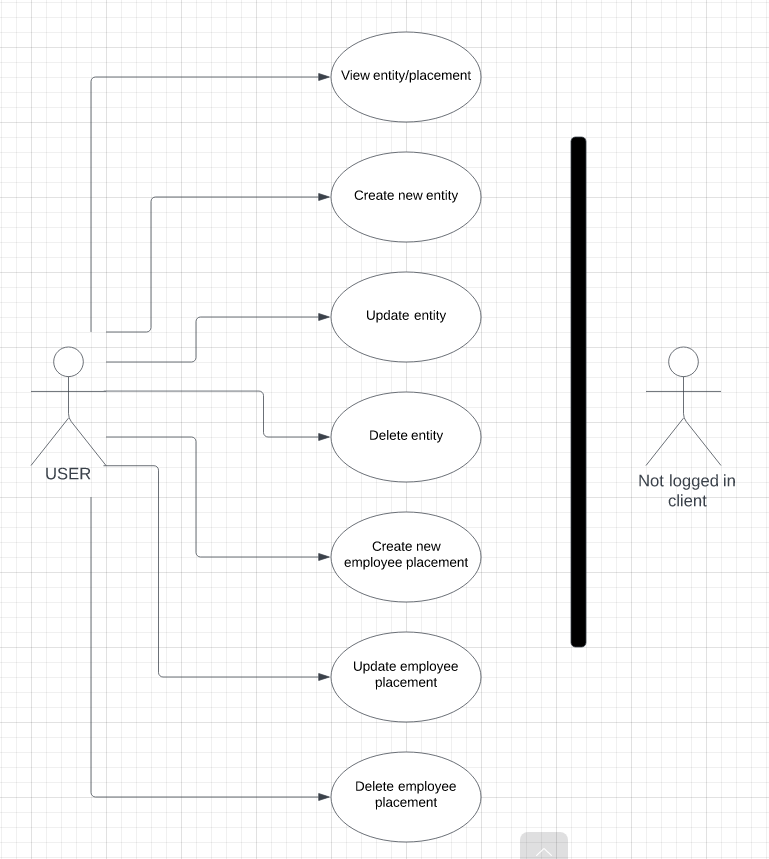 View entity/placement
Create new entity
Update entity
Delete entity
USER
Not logged in
client
Create new
employee placement
Update employee
placement
Delete employee
placement